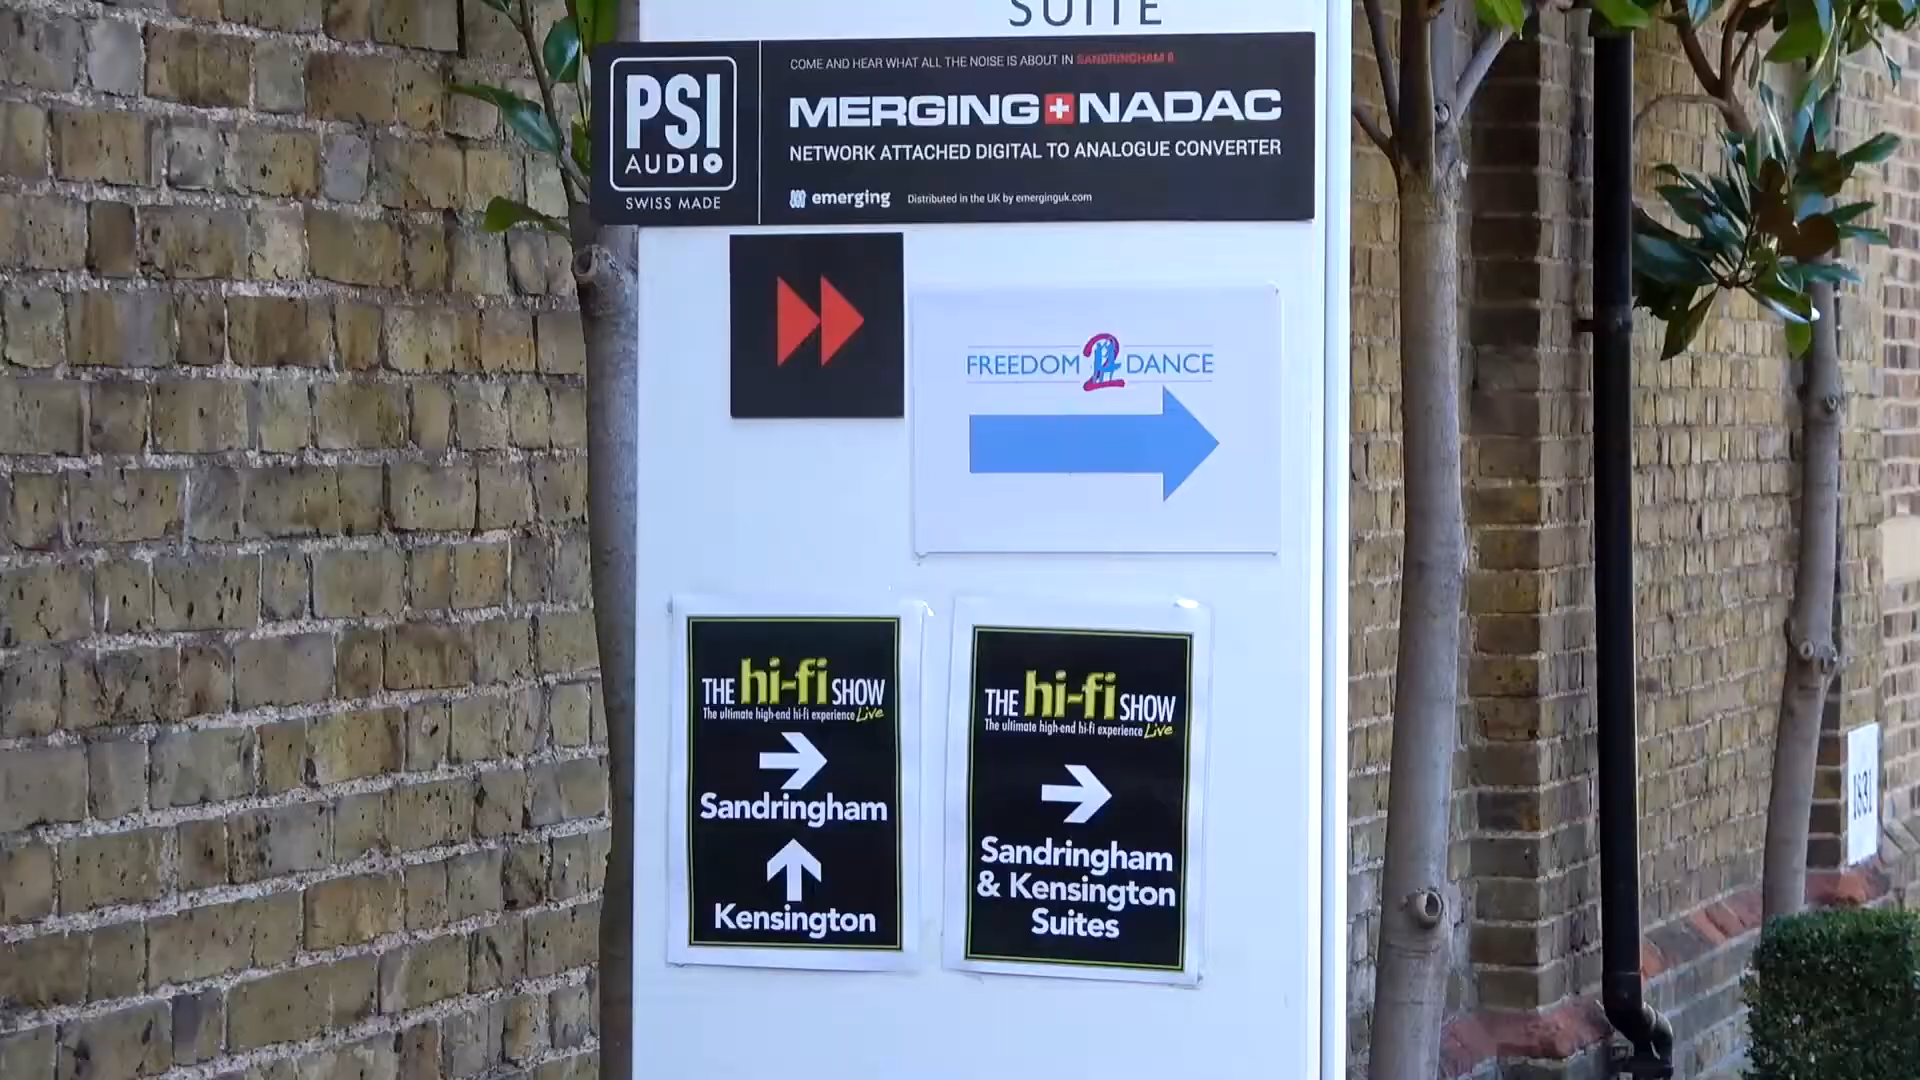 SUITE
PSI
AUDIO
SWISS MADE
COME AND HEAR WHAT ALL THE NOISE IS ABOUT IN SANDRINGHAM 8
MERGING+NADAC
NETWORK ATTACHED DIGITAL TO ANALOGUE CONVERTER
emerging Distributed in the UK by emerginguk.com
FREEDOM 2 DANCE
THE hi-fi SHOW
The ultimate high-end hi-fi experience Live
Sandringham
Kensington
THE hi-fi SHOW
The ultimate high-end hi-fi experience Live
Sandringham
& Kensington
Suites
1881